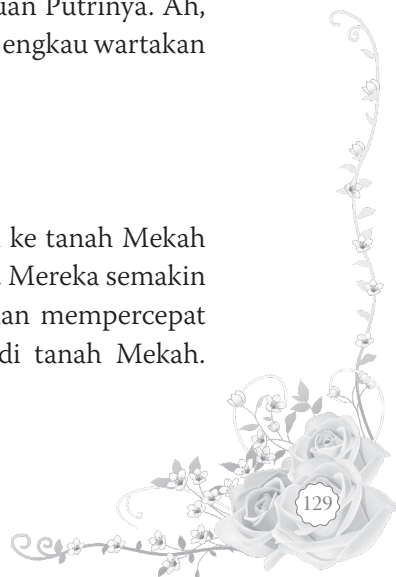 uan Putrinya. Ah,
engkau wartakan
ke tanah Mekah
. Mereka semakin
an mempercepat
di tanah Mekah.
129